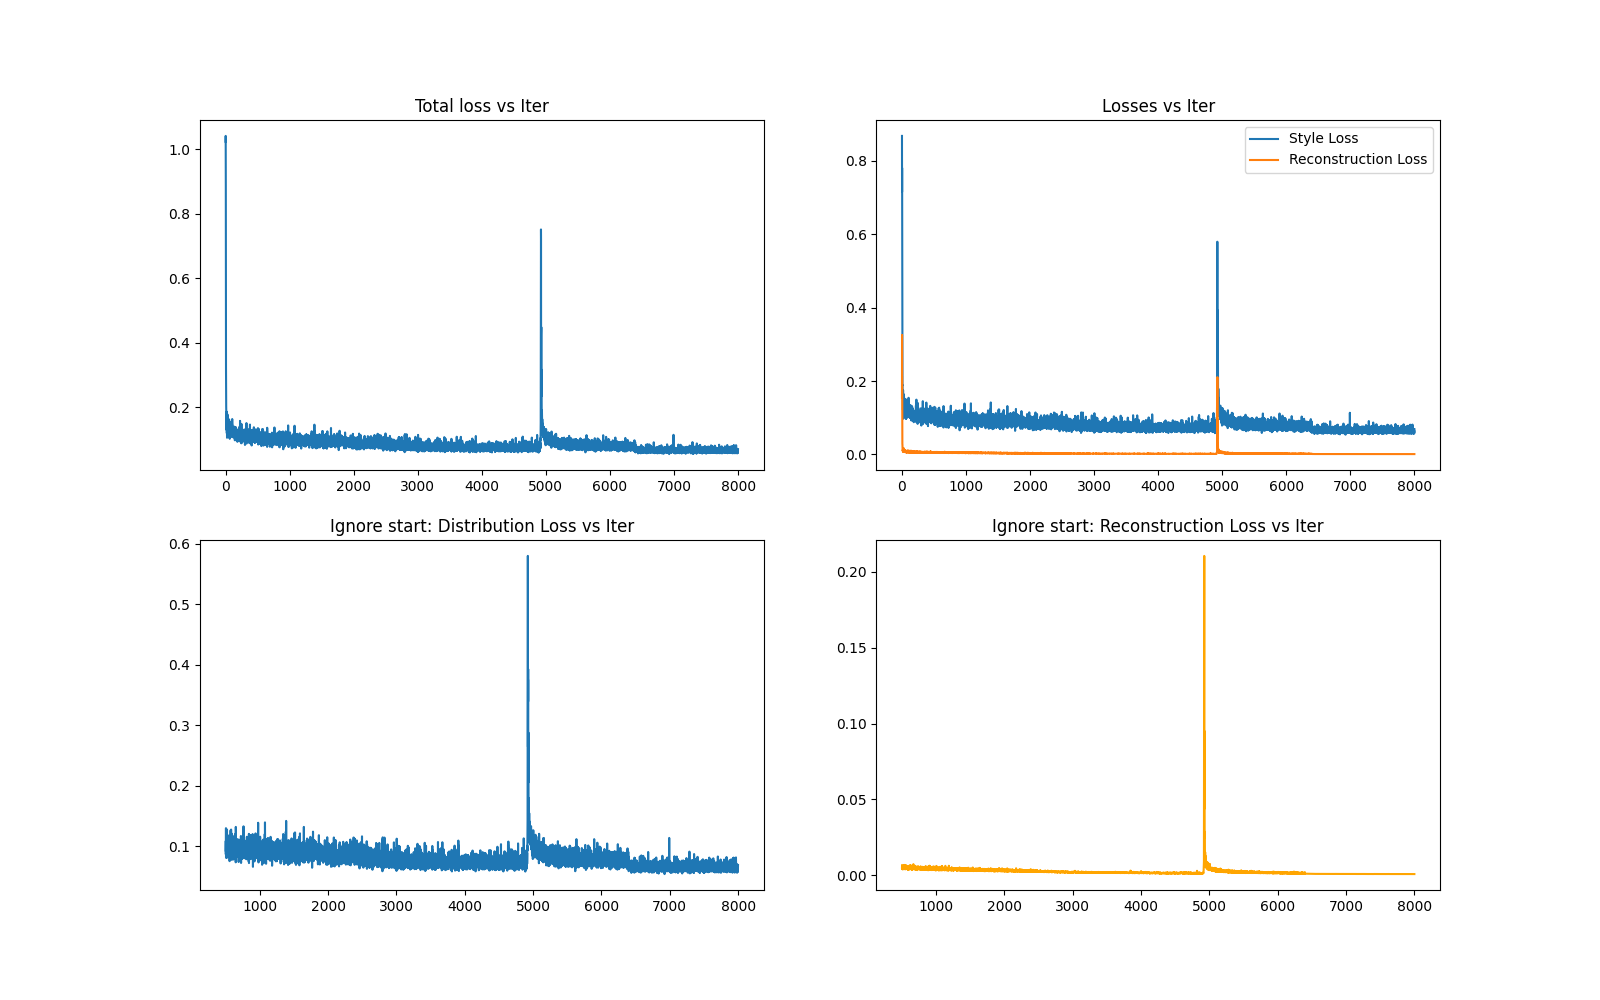 Total loss vs Iter
1.0
0.8
0.6
0.4
0.2
0 1000 2000 3000 4000 5000 6000 7000 8000
Losses vs Iter
Style Loss
Reconstruction Loss
0.8
0.6
0.4
0.2
0.0
0 1000 2000 3000 4000 5000 6000 7000 8000
Ignore start: Distribution Loss vs Iter
0.6
0.5
0.4
0.3
0.2
0.1
1000 2000 3000 4000 5000 6000 7000 8000
Ignore start: Reconstruction Loss vs Iter
0.20
0.15
0.10
0.05
0.00
1000 2000 3000 4000 5000 6000 7000 8000